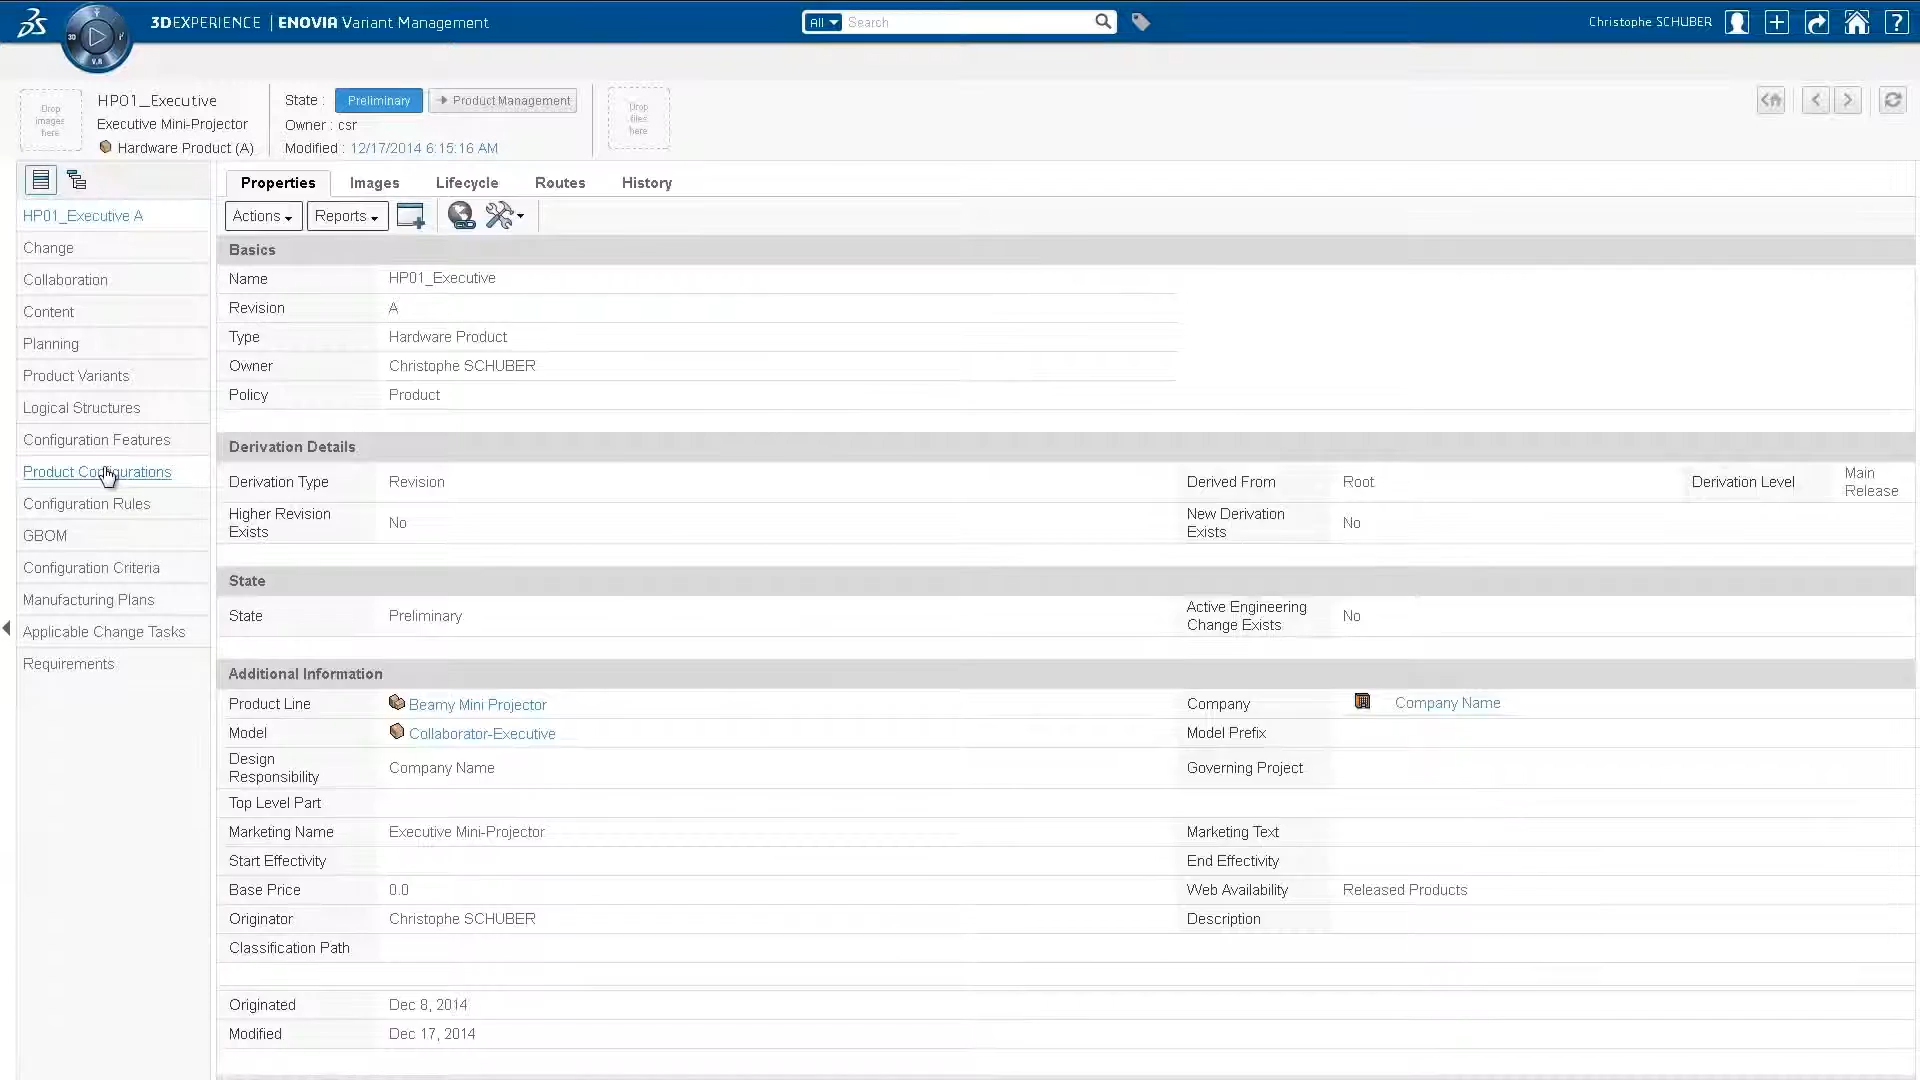 3DEXPERIENCE | ENOVIA Variant Management
All
Search
Christophe SCHUBER
3D
V.R
Drop images here
HP01_Executive
Executive Mini-Projector
Hardware Product (A)
State : Preliminary Product Management
Owner : csr
Modified : 12/17/2014 6:15:16 AM
Drop files here
HP01_Executive A
Change
Collaboration
Content
Planning
Product Variants
Logical Structures
Configuration Features
Product Configurations
Configuration Rules
GBOM
Configuration Criteria
Manufacturing Plans
Applicable Change Tasks
Requirements
Properties Images Lifecycle Routes History
Actions Reports
Basics
Name HP01_Executive
Revision A
Type Hardware Product
Owner Christophe SCHUBER
Policy Product
Derivation Details
Derivation Type Revision Derived From Root Derivation Level Main Release
Higher Revision Exists No New Derivation Exists No
State
State Preliminary Active Engineering Change Exists No
Additional Information
Product Line Beamy Mini Projector Company Company Name
Model Collaborator-Executive Model Prefix
Design Responsibility Company Name Governing Project
Top Level Part
Marketing Name Executive Mini-Projector Marketing Text
Start Effectivity End Effectivity
Base Price 0.0 Web Availability Released Products
Originator Christophe SCHUBER Description
Classification Path
Originated Dec 8, 2014
Modified Dec 17, 2014